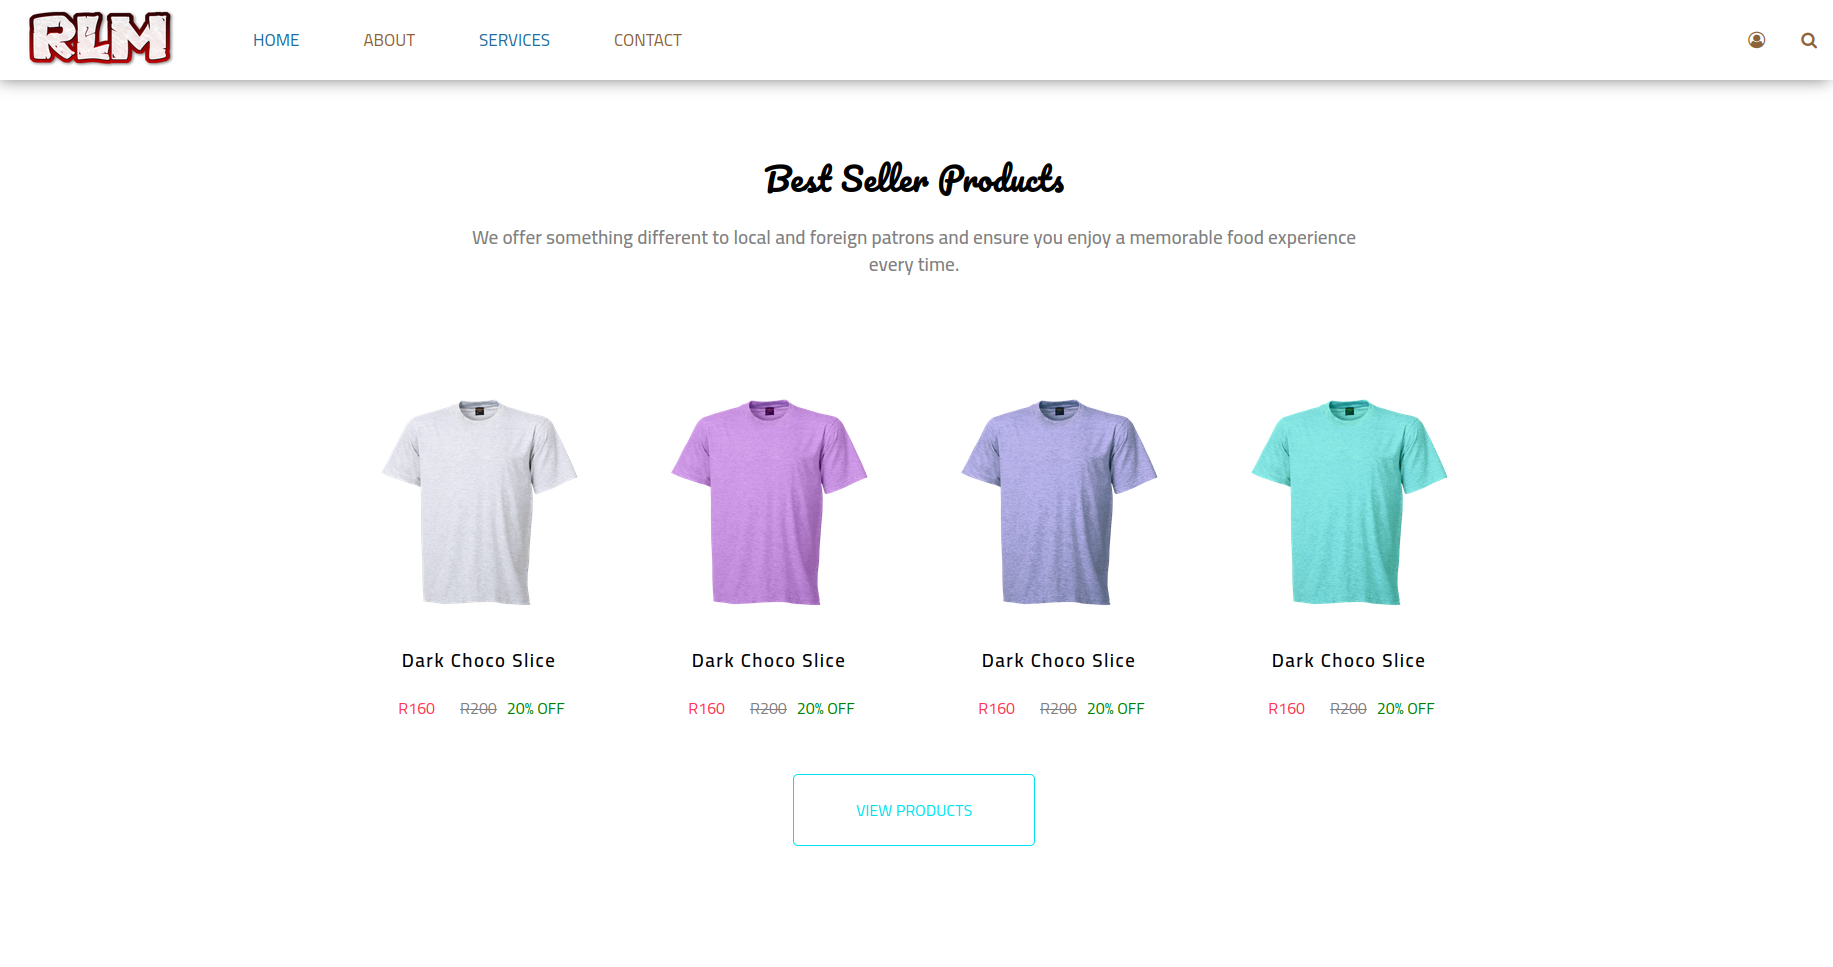 RLM
HOME ABOUT SERVICES CONTACT
Best Seller Products
We offer something different to local and foreign patrons and ensure you enjoy a memorable food experience
every time.
Dark Choco Slice Dark Choco Slice Dark Choco Slice Dark Choco Slice
R160 R200 20% OFF R160 R200 20% OFF R160 R200 20% OFF R160 R200 20% OFF
VIEW PRODUCTS